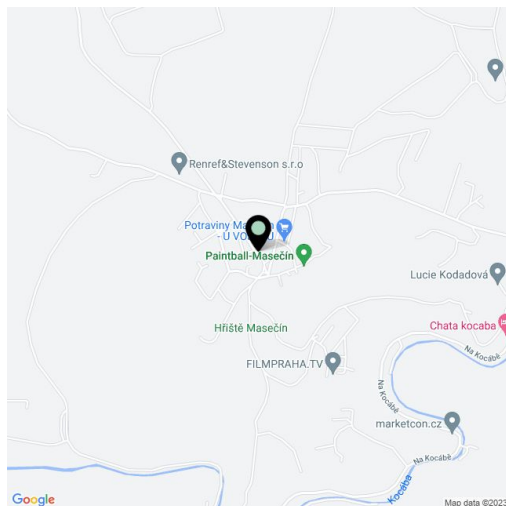 Renref&Stevenson s.r.o
Potraviny
- U
Paintball-Masečín
Lucie Kodadová
Hřiště Masečín
Chata kocaba
Na Kocábě
FILMPRAHA.TV
Na Kocábě
marketcon.cz
Na Kocábě
Kocába
Google
Map data ©2023